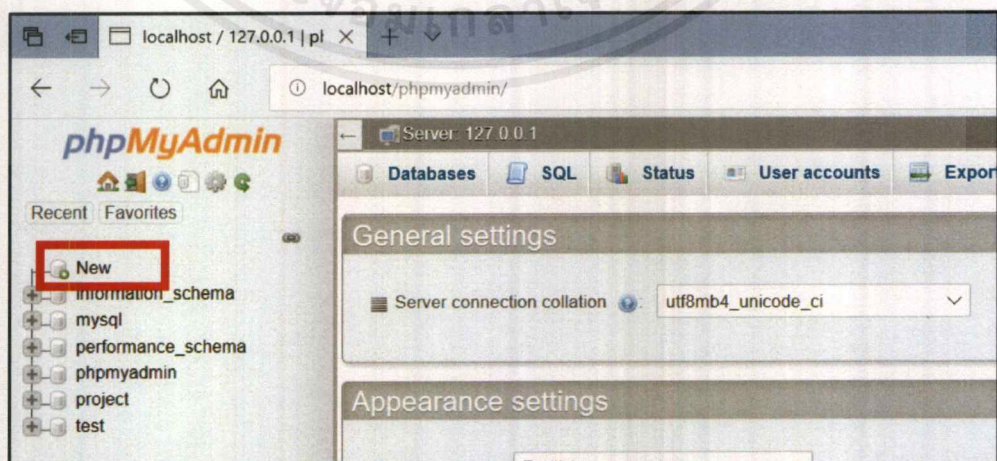 localhost / 127.0.0.1 | pl
localhost/phpmyadmin/
phpMyAdmin
Recent Favorites
New
information_schema
mysql
performance_schema
phpmyadmin
project
test
Server: 127.0.0.1
Databases SQL Status User accounts Export
General settings
Server connection collation : utf8mb4_unicode_ci
Appearance settings